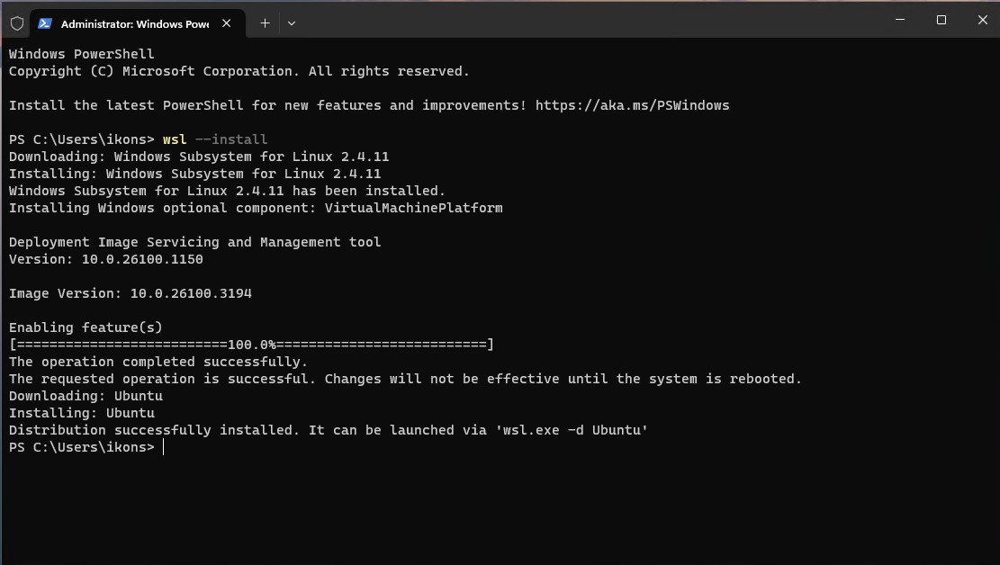 Administrator: Windows Powe
Windows PowerShell
Copyright (C) Microsoft Corporation. All rights reserved.
Install the latest PowerShell for new features and improvements! https://aka.ms/PSWindows
PS C:\Users\ikons> wsl --install
Downloading: Windows Subsystem for Linux 2.4.11
Installing: Windows Subsystem for Linux 2.4.11
Windows Subsystem for Linux 2.4.11 has been installed.
Installing Windows optional component: VirtualMachinePlatform
Deployment Image Servicing and Management tool
Version: 10.0.26100.1150
Image Version: 10.0.26100.3194
Enabling feature(s)
[==========================100.0%==========================]
The operation completed successfully.
The requested operation is successful. Changes will not be effective until the system is rebooted.
Downloading: Ubuntu
Installing: Ubuntu
Distribution successfully installed. It can be launched via 'wsl.exe -d Ubuntu'
PS C:\Users\ikons>